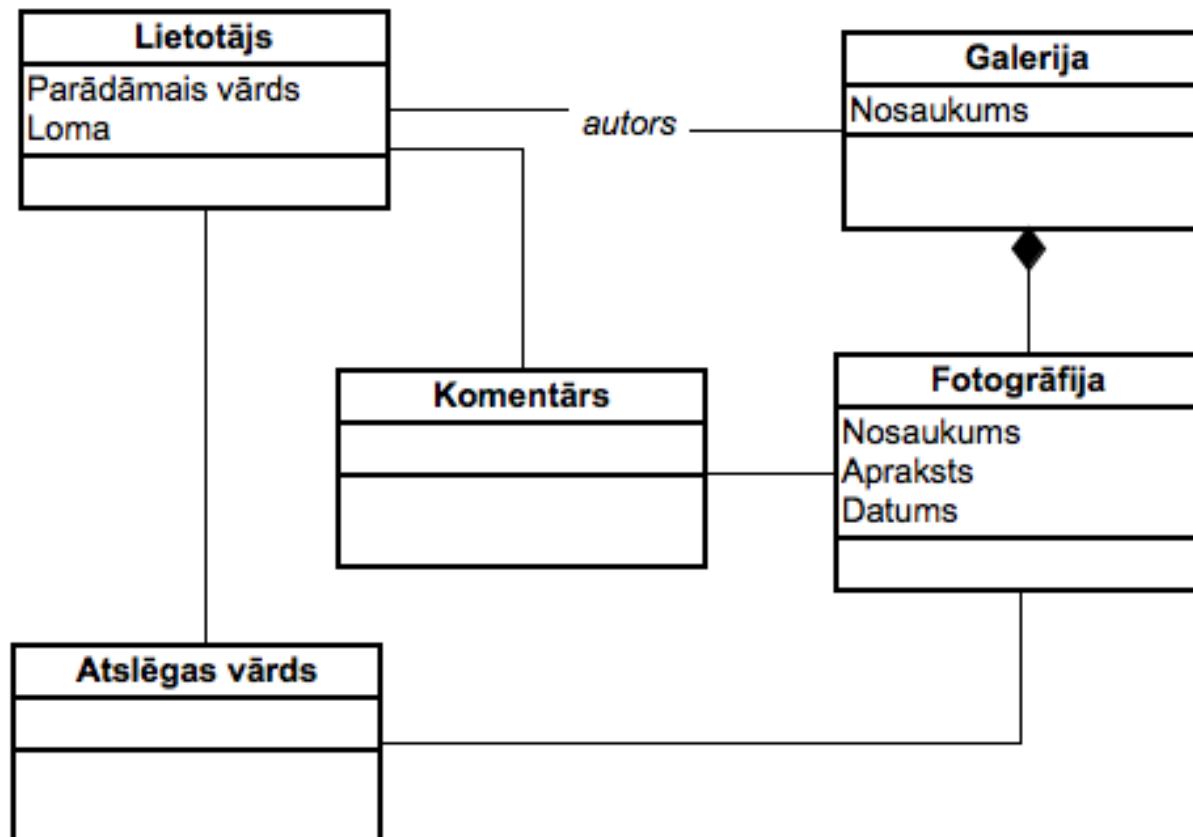 Lietotājs
Parādāmais vārds
Loma
autors
Galerija
Nosaukums
Komentārs
Fotogrāfija
Nosaukums
Apraksts
Datums
Atslēgas vārds